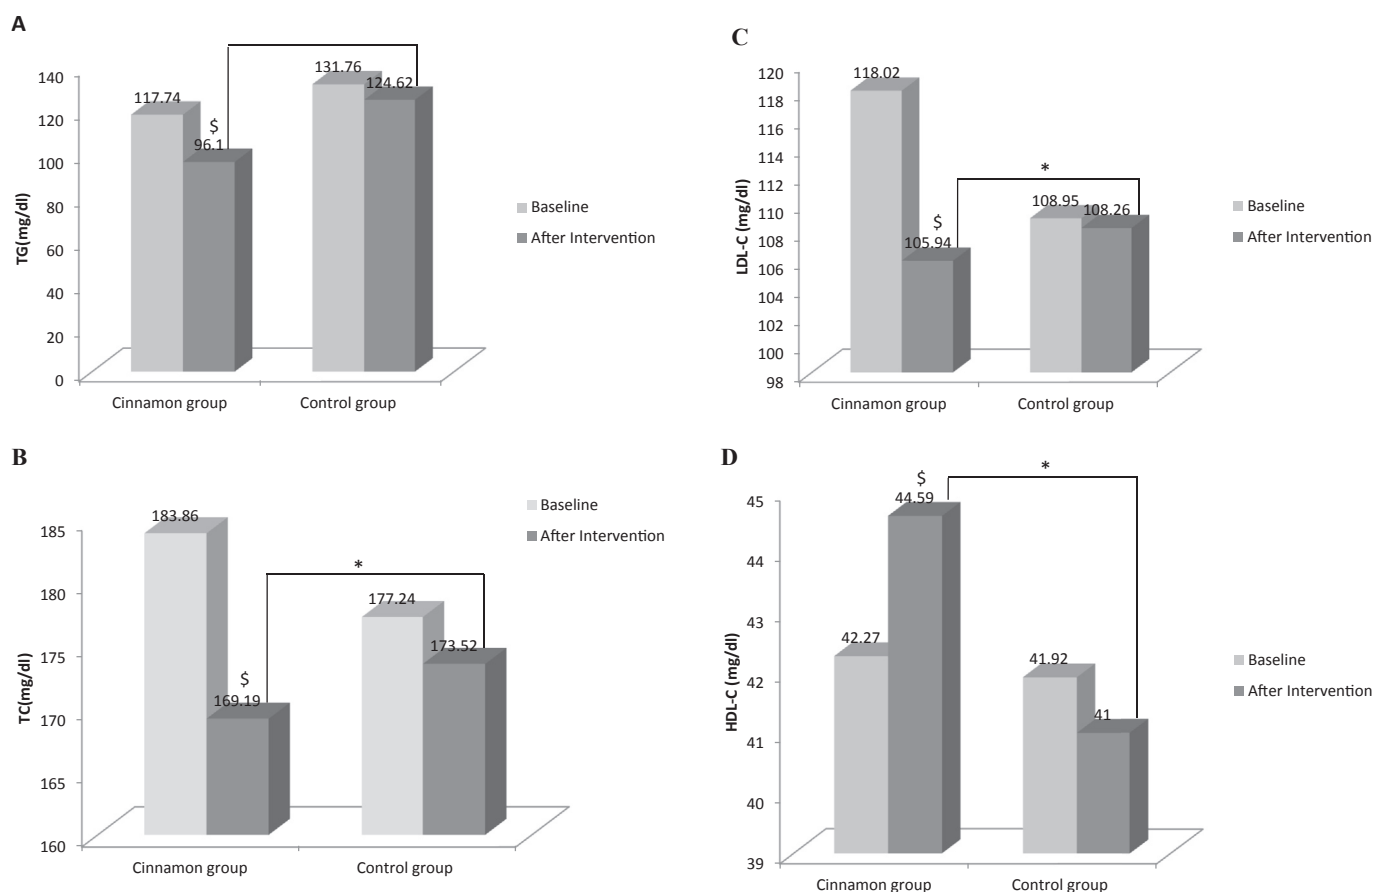 A
TG(mg/dl)
140
120
100
80
60
40
20
0
117.74
$
96.1
131.76
124.62
Cinnamon group
Control group
Baseline
After Intervention
C
LDL-C (mg/dl)
120
118
116
114
112
110
108
106
104
102
100
98
118.02
$
105.94
*
108.95
108.26
Cinnamon group
Control group
Baseline
After Intervention
B
TC(mg/dl)
185
180
175
170
165
160
183.86
$
169.19
*
177.24
173.52
Cinnamon group
Control group
Baseline
After Intervention
D
HDL-C (mg/dl)
45
44
43
42
41
40
39
42.27
$
44.59
*
41.92
41
Cinnamon group
Control group
Baseline
After Intervention